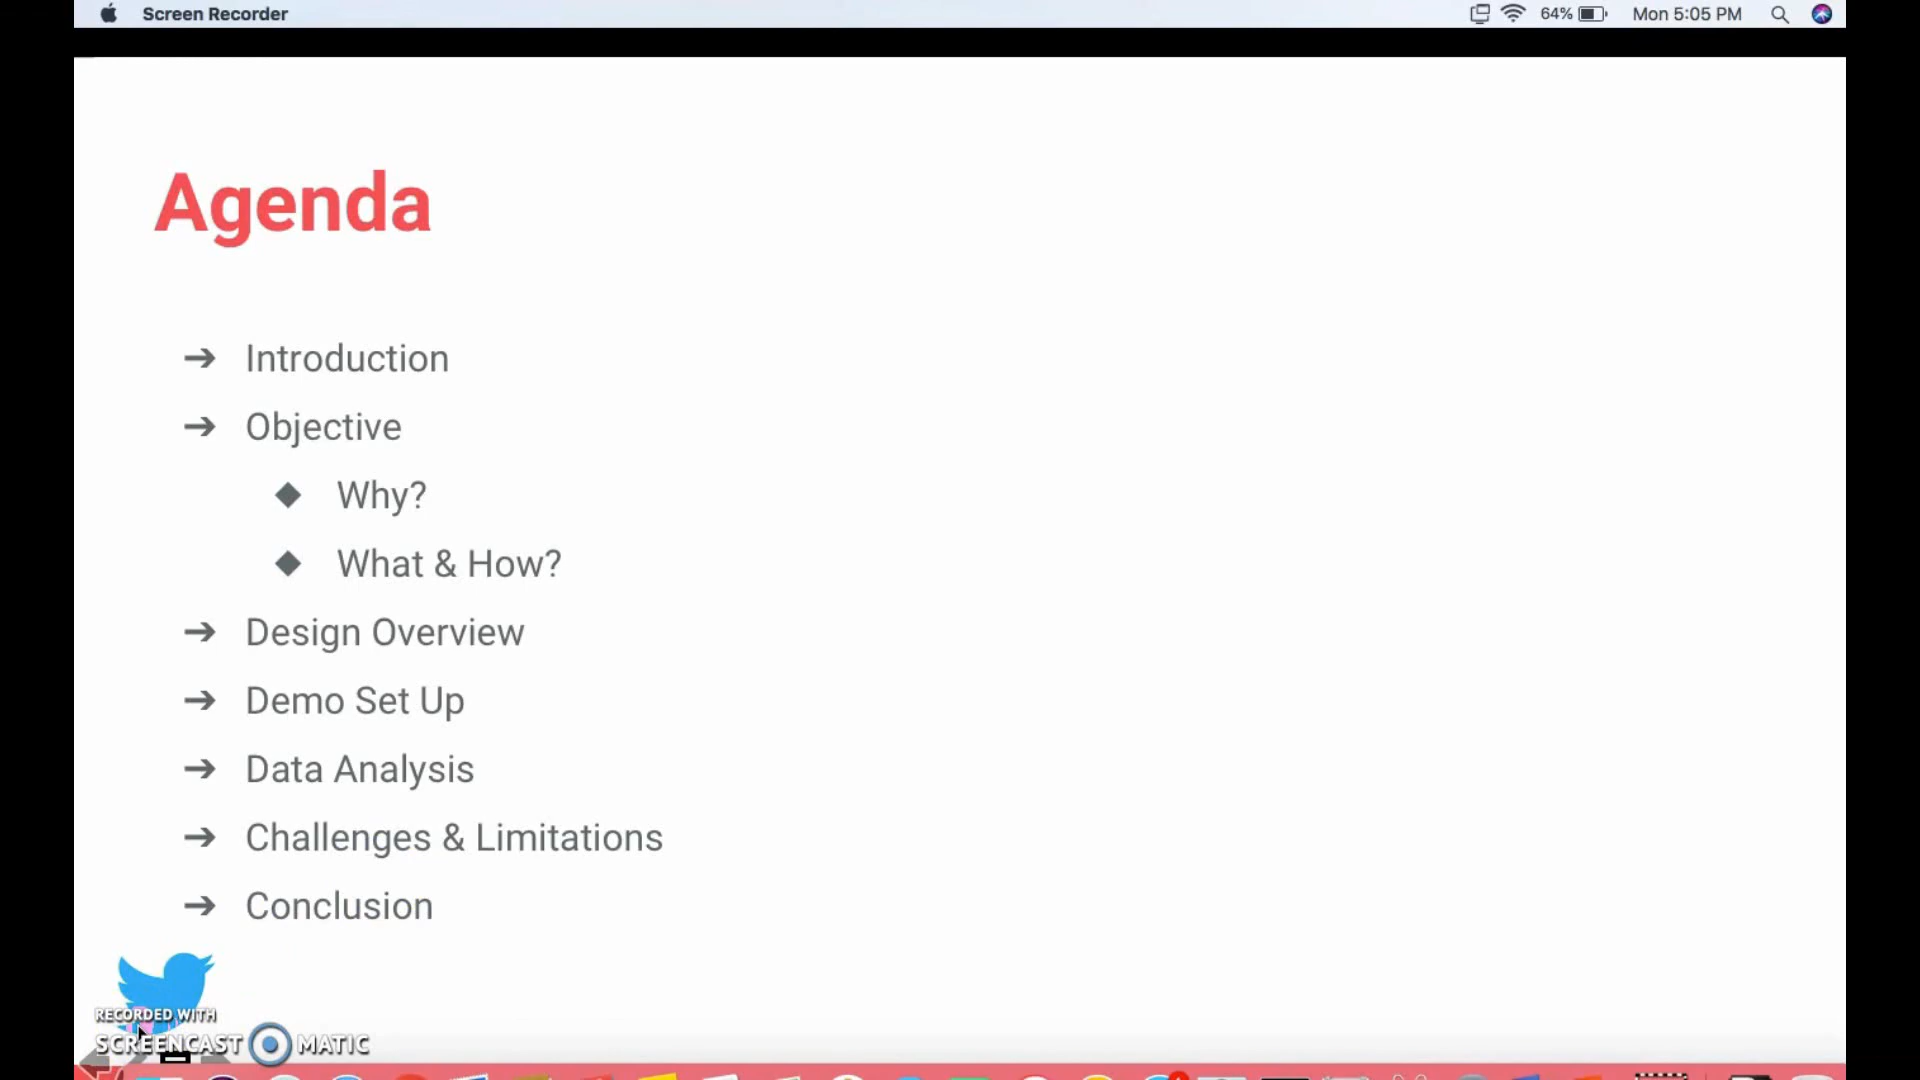 Screen Recorder
64%
Mon 5:05 PM
Agenda
➔ Introduction
➔ Objective
◆ Why?
◆ What & How?
➔ Design Overview
➔ Demo Set Up
➔ Data Analysis
➔ Challenges & Limitations
➔ Conclusion
RECORDED WITH
SCREENCAST MATIC